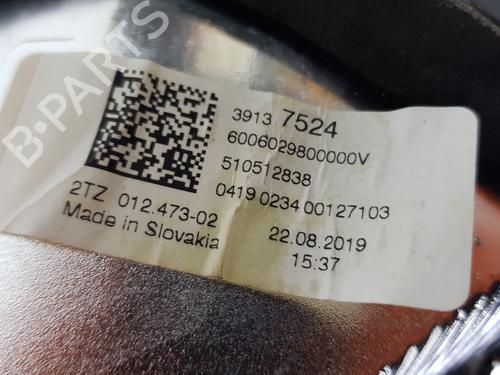 3913 7524
6006029800000V
510512838
0419 0234 00127103
2TZ 012.473-02
Made in Slovakia
22.08.2019
15:37
B-PARTS